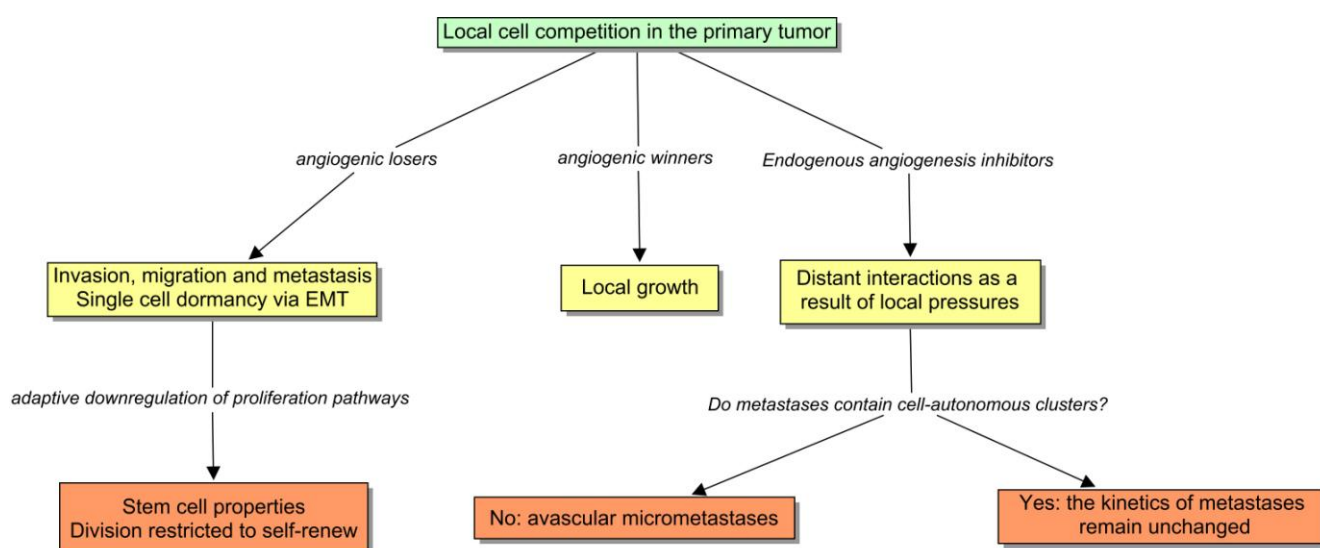 Local cell competition in the primary tumor
angiogenic losers
angiogenic winners
Endogenous angiogenesis inhibitors
Invasion, migration and metastasis
Single cell dormancy via EMT
Local growth
Distant interactions as a
result of local pressures
adaptive downregulation of proliferation pathways
Do metastases contain cell-autonomous clusters?
Stem cell properties
Division restricted to self-renew
No: avascular micrometastases
Yes: the kinetics of metastases
remain unchanged